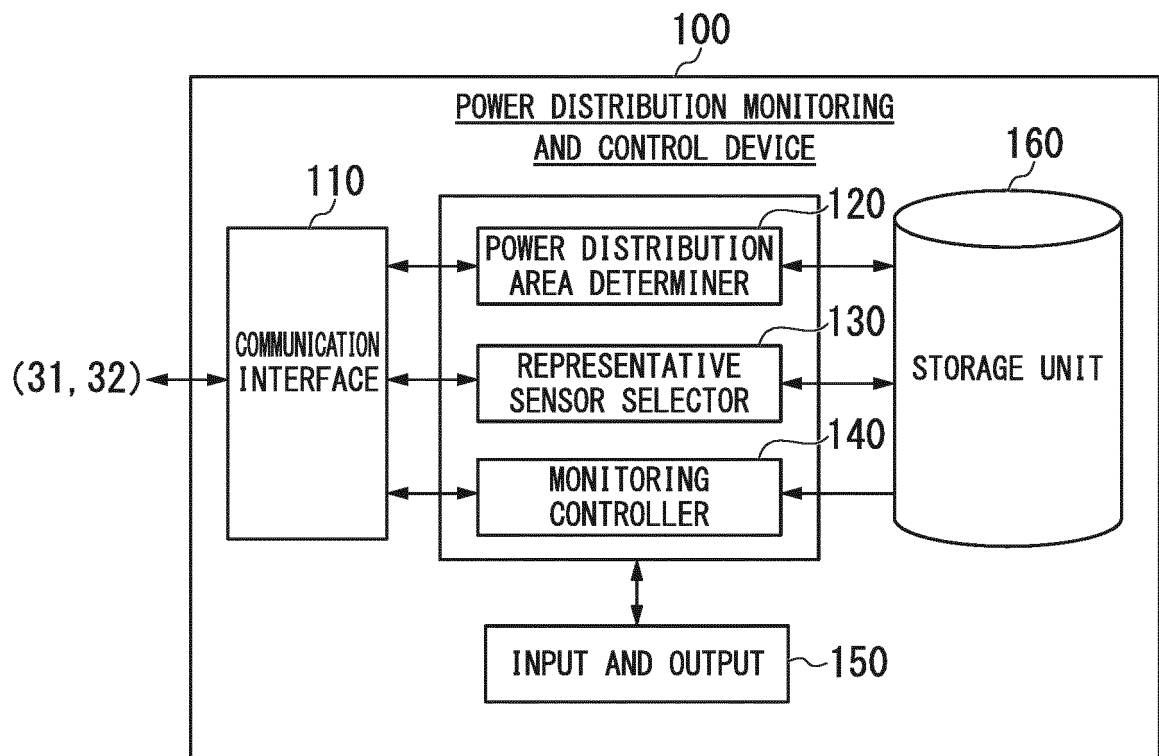 100
POWER DISTRIBUTION MONITORING
AND CONTROL DEVICE
160
110
120
POWER DISTRIBUTION
AREA DETERMINER
130
COMMUNICATION
INTERFACE
(31, 32)
REPRESENTATIVE
SENSOR SELECTOR
STORAGE UNIT
140
MONITORING
CONTROLLER
INPUT AND OUTPUT
150